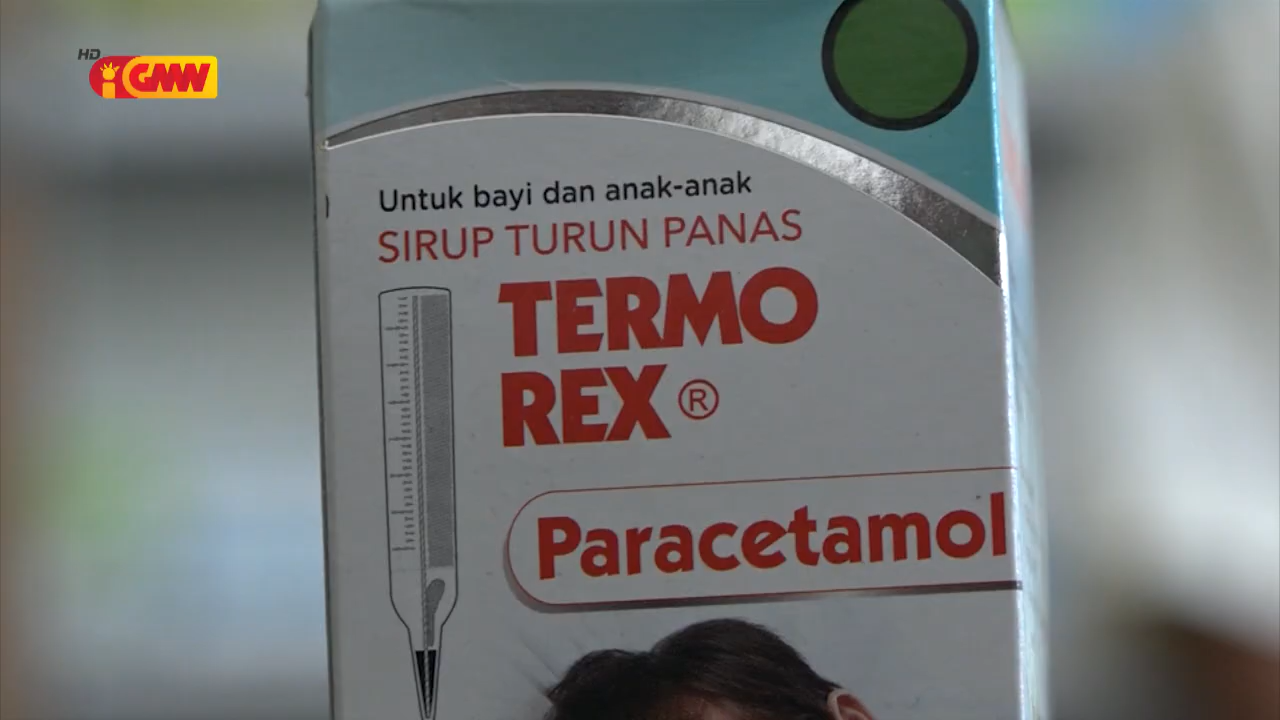 HD
iGMW
Untuk bayi dan anak-anak
SIRUP TURUN PANAS
TERMO
REX ®
Paracetamol